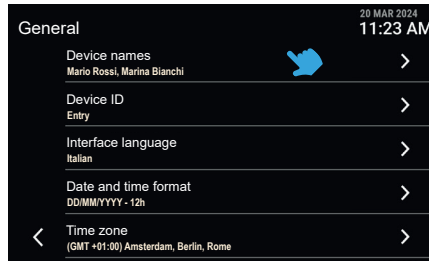 20 MAR 2024
General
11:23 AM
Device names
Mario Rossi, Marina Bianchi
Device ID
Entry
Interface language
Italian
Date and time format
DD/MM/YYYY - 12h
Time zone
(GMT +01:00) Amsterdam, Berlin, Rome